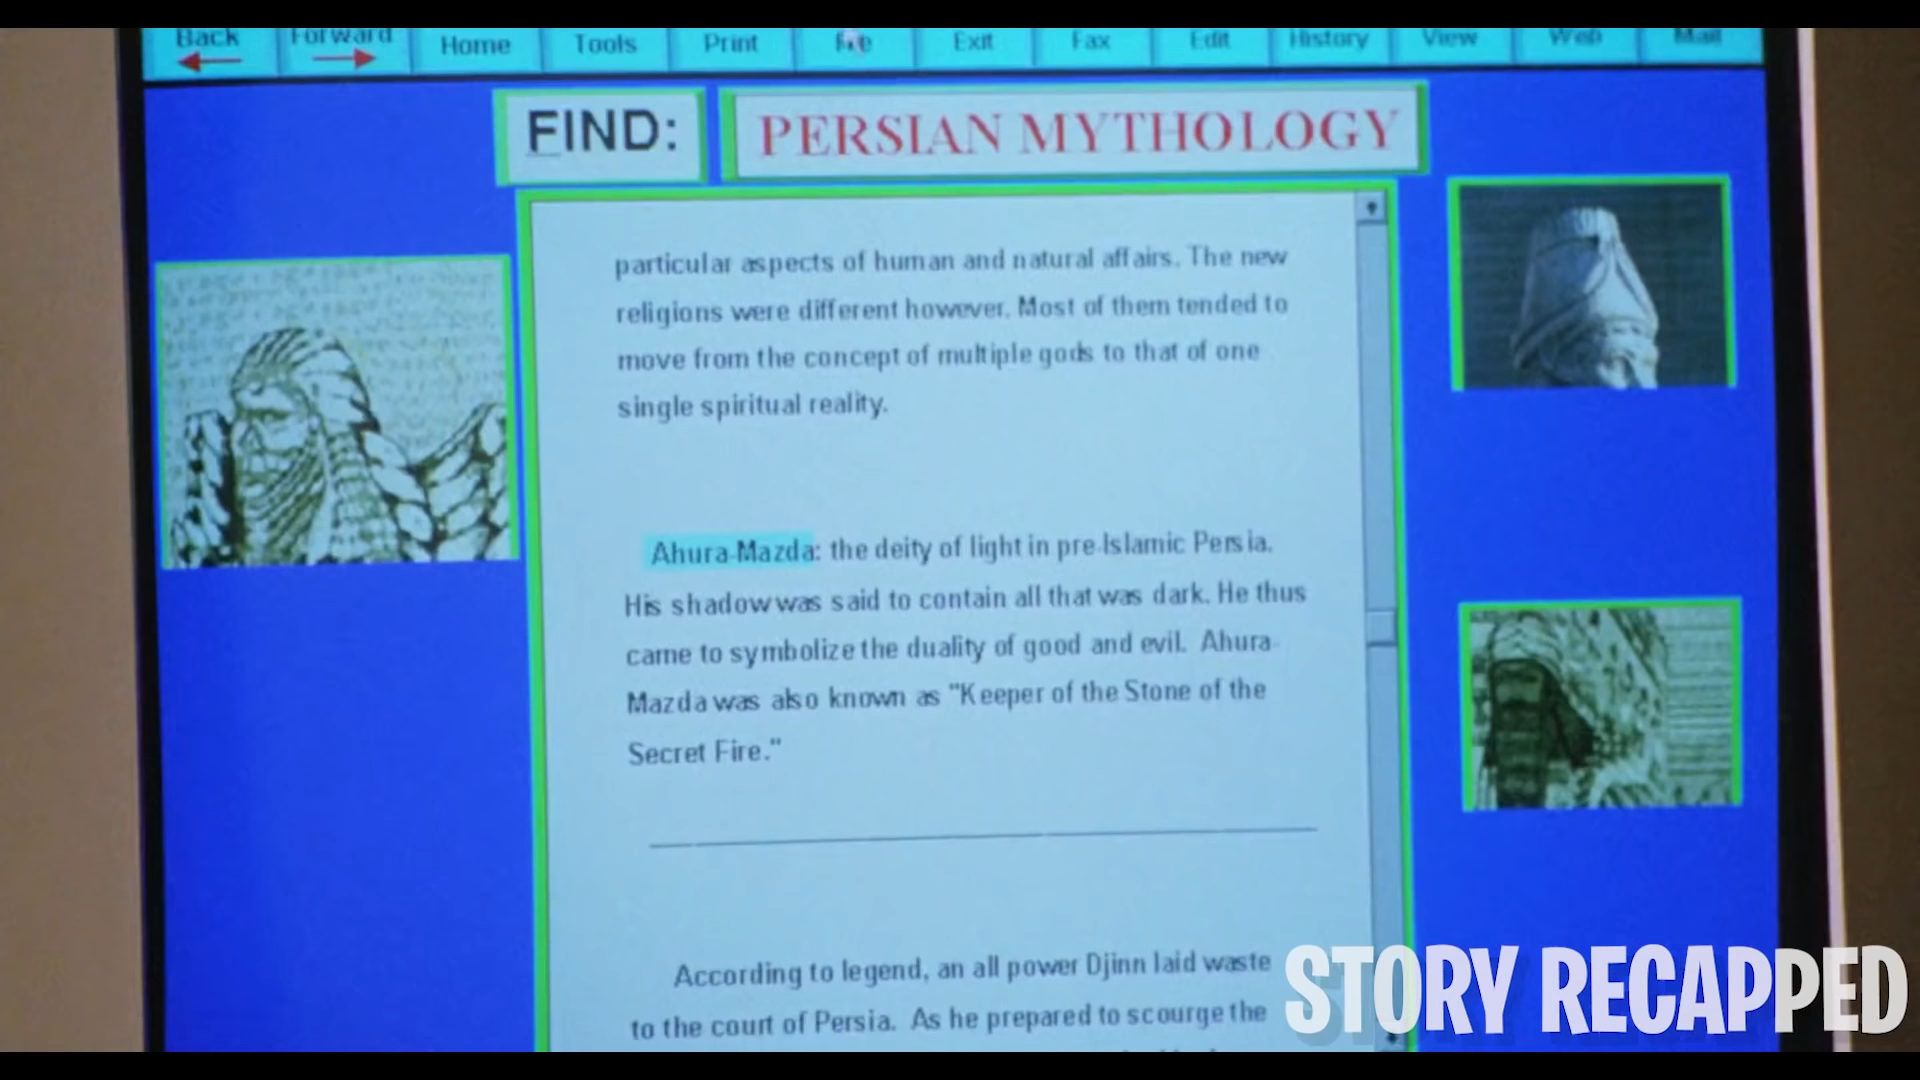 Back Forward Home Tools Print File Exit Fax Edit History View Web Mail
FIND: PERSIAN MYTHOLOGY
particular aspects of human and natural affairs. The new
religions were different however. Most of them tended to
move from the concept of multiple gods to that of one
single spiritual reality.
Ahura-Mazda: the deity of light in pre-Islamic Persia.
His shadow was said to contain all that was dark. He thus
came to symbolize the duality of good and evil. Ahura-
Mazda was also known as "Keeper of the Stone of the
Secret Fire."
According to legend, an all power Djinn laid waste
to the court of Persia. As he prepared to scourge the
STORY RECAPPED